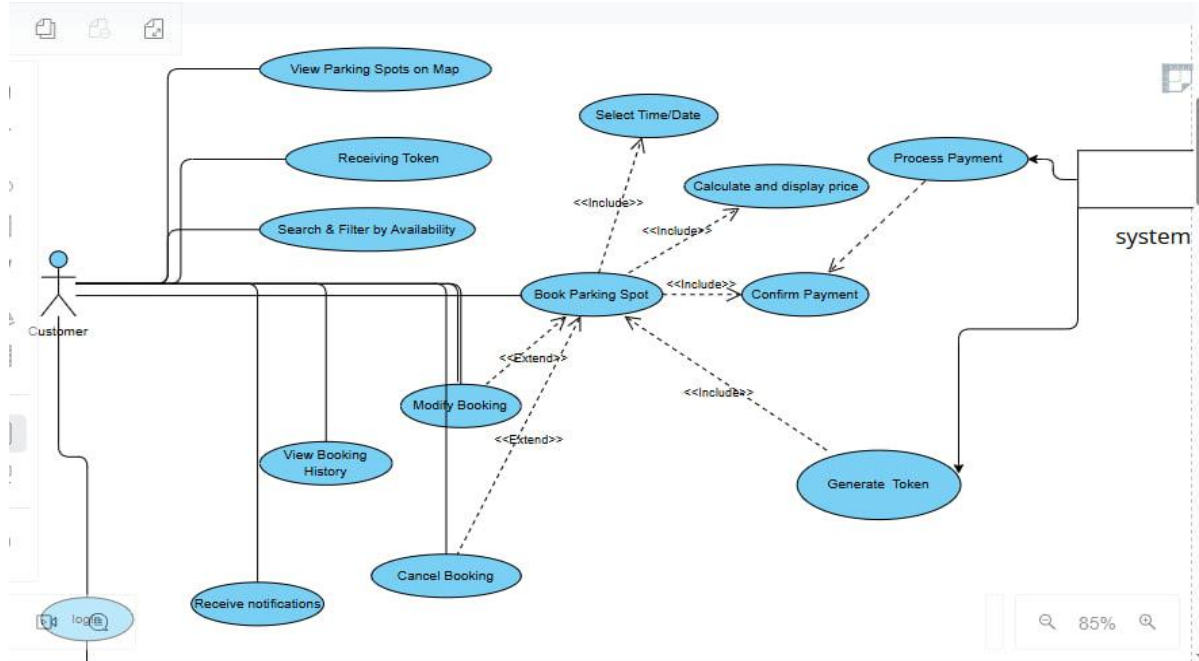 View Parking Spots on Map
Select Time/Date
Receiving Token
Process Payment
Calculate and display price
<<Include>>
Search & Filter by Availability
<<Include>>
system
<<Include>>
Book Parking Spot
Confirm Payment
Customer
<<Extend>>
<<Include>>
Modify Booking
<<Extend>>
View Booking
History
Generate Token
Cancel Booking
Receive notifications
login
85%